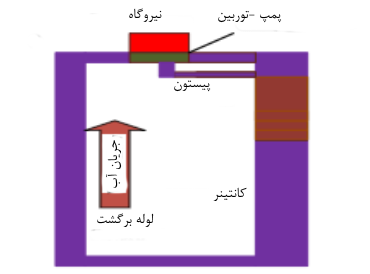 پمپ -توربین
نیروگاه
پیستون
جریان آب
کانتینر
لوله برگشت